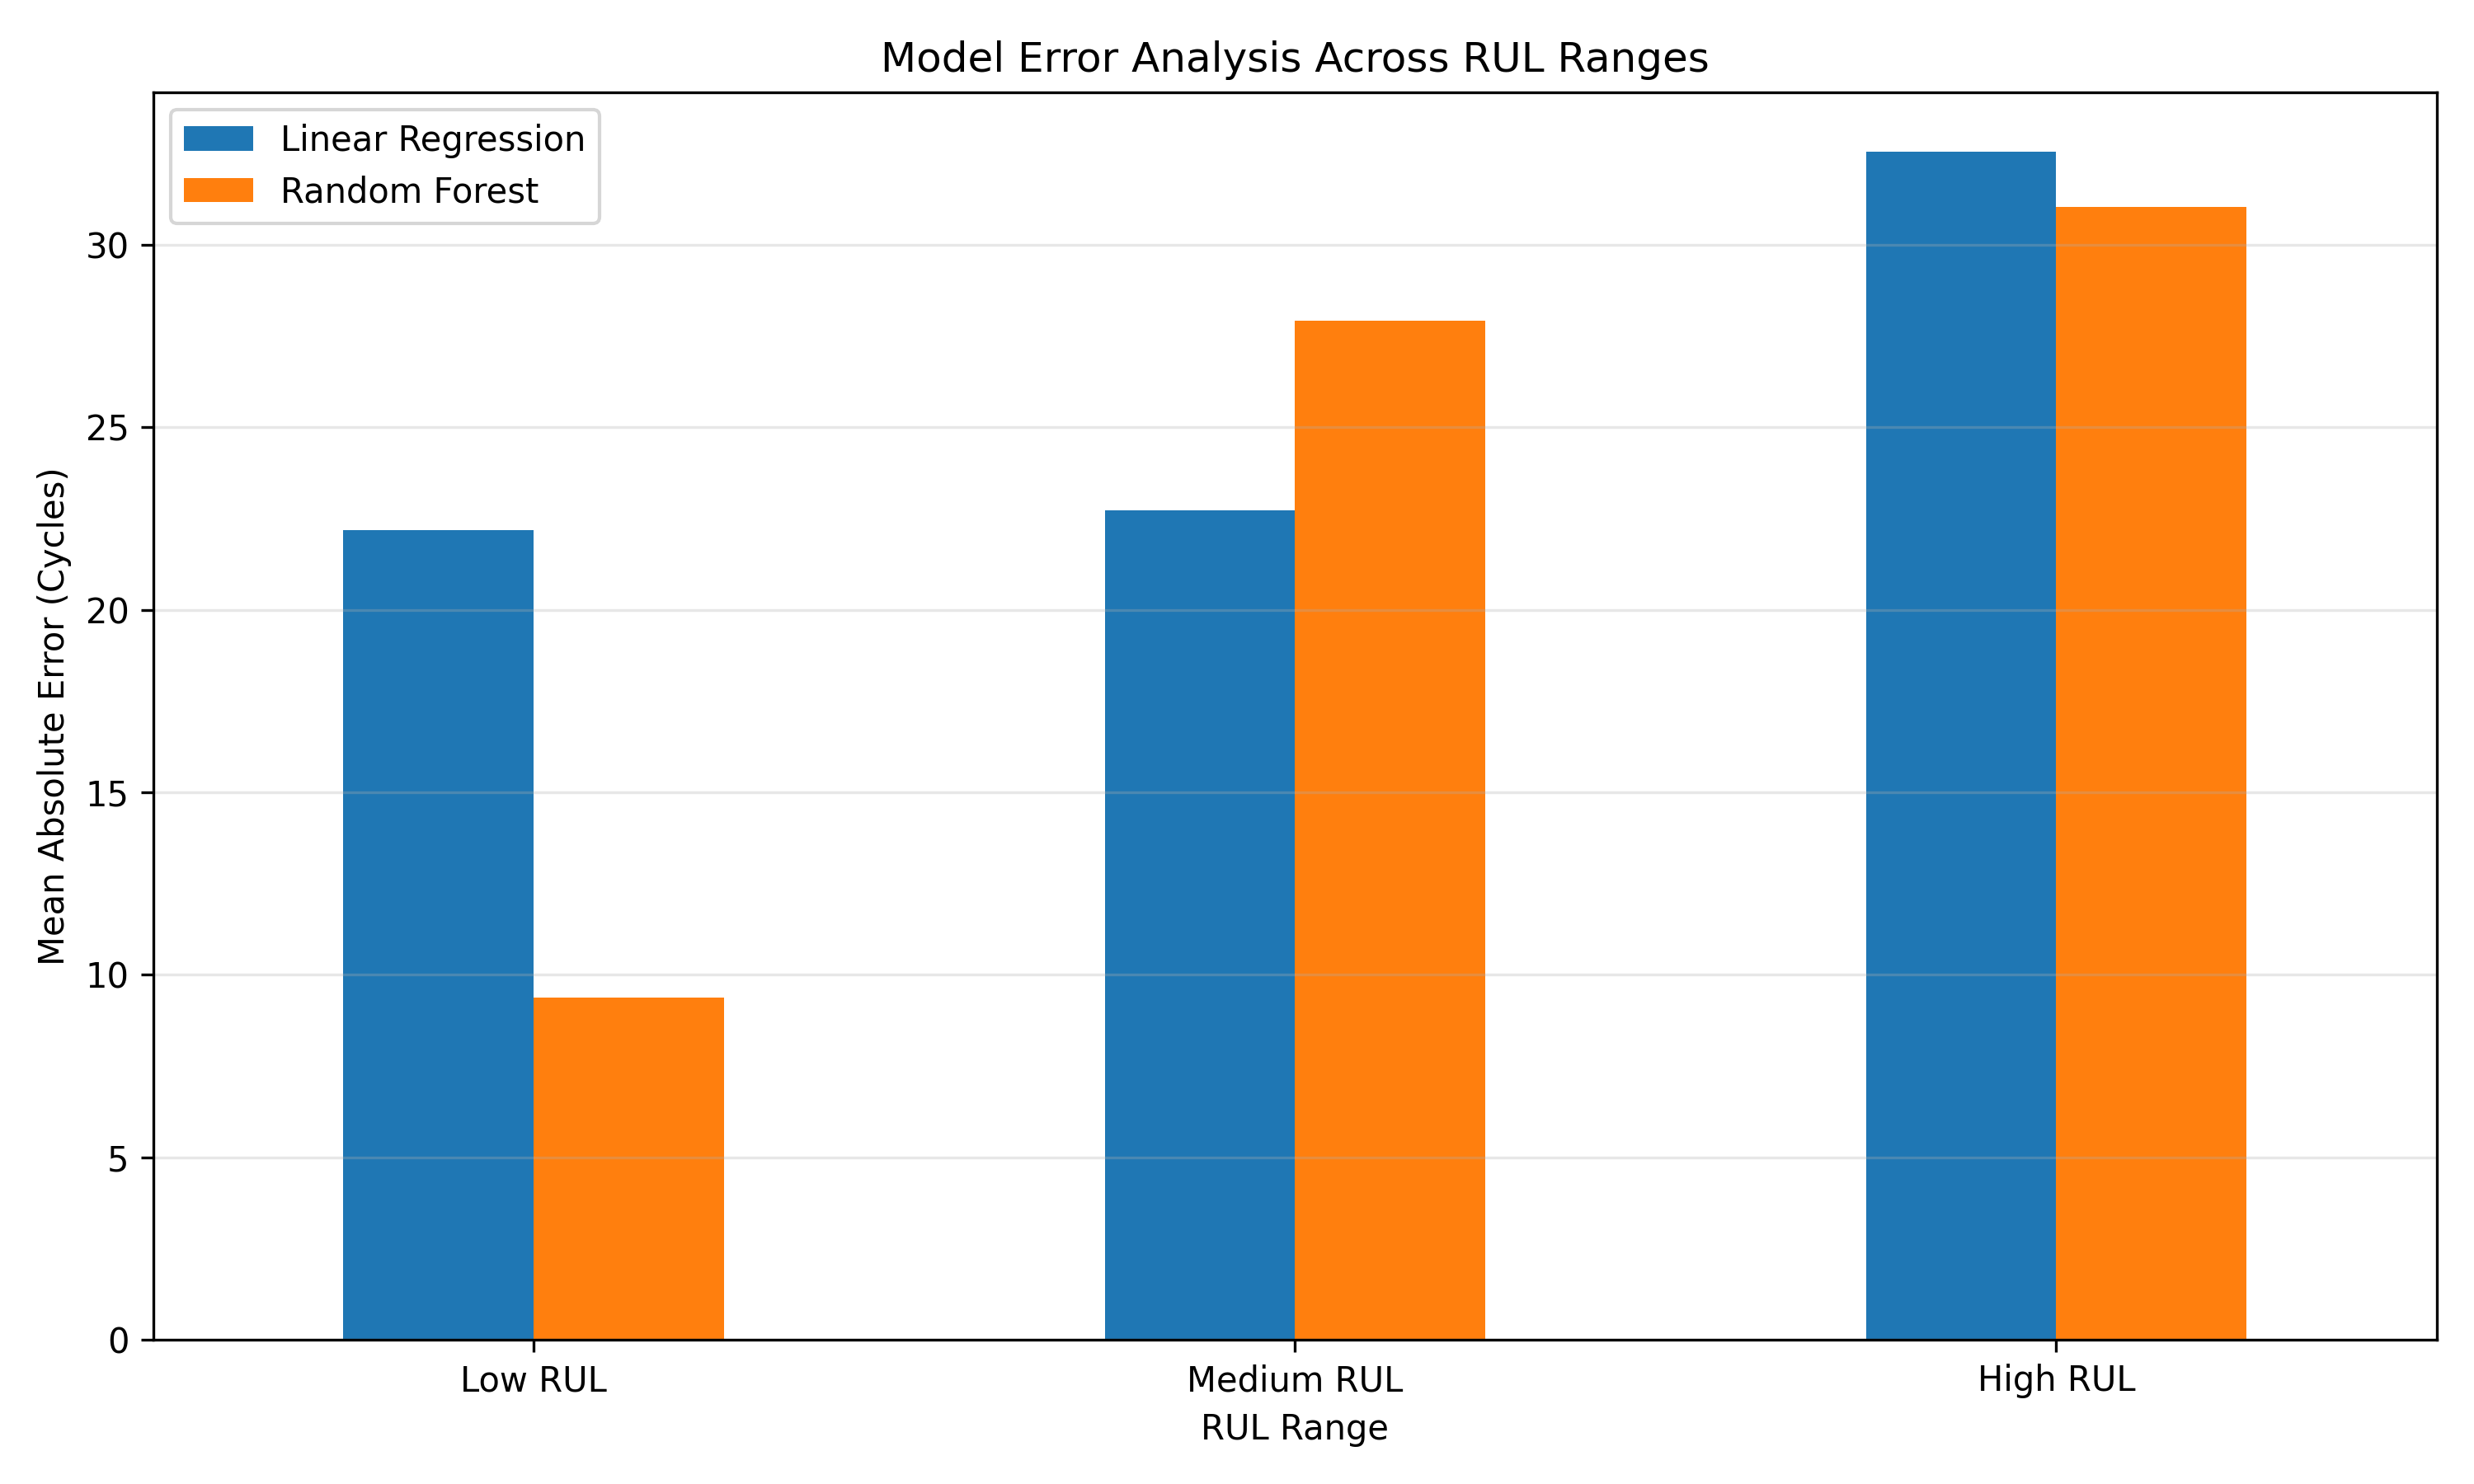 Model Error Analysis Across RUL Ranges
Linear Regression
Random Forest
Mean Absolute Error (Cycles)
30
25
20
15
10
5
0
Low RUL
Medium RUL
High RUL
RUL Range